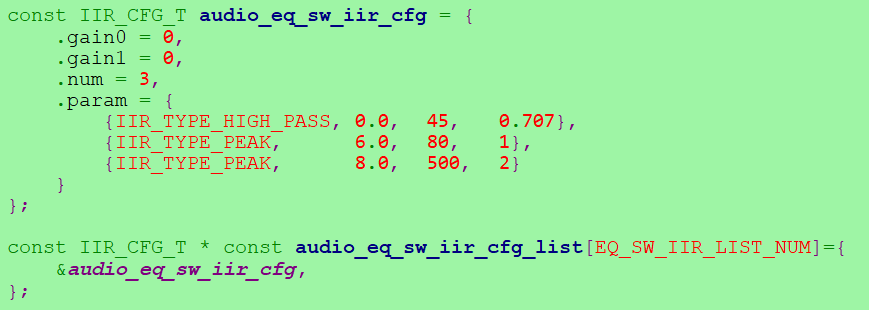 const IIR_CFG_T audio_eq_sw_iir_cfg = {
    .gain0 = 0,
    .gain1 = 0,
    .num = 3,
    .param = {
        {IIR_TYPE_HIGH_PASS, 0.0,  45,   0.707},
        {IIR_TYPE_PEAK,      6.0,  80,   1},
        {IIR_TYPE_PEAK,      8.0,  500,  2}
    }
};

const IIR_CFG_T * const audio_eq_sw_iir_cfg_list[EQ_SW_IIR_LIST_NUM]={
    &audio_eq_sw_iir_cfg,
};